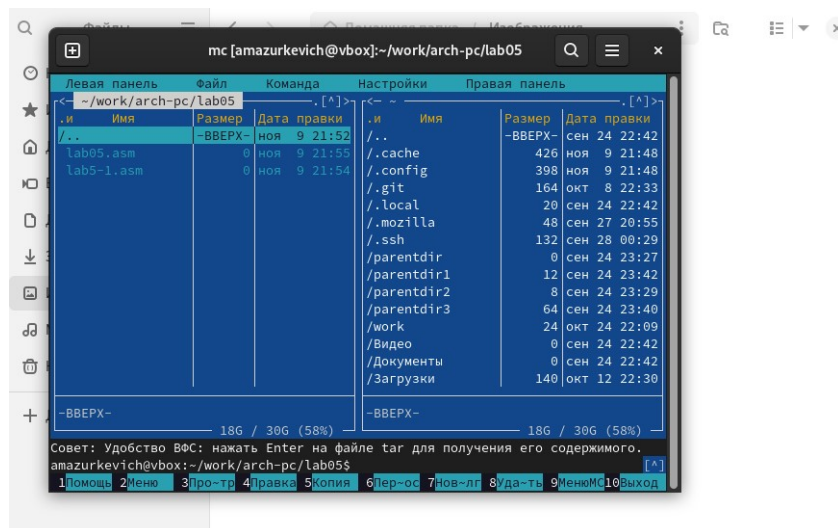 Файлы
Домашняя папка / Изображения
mc [amazurkevich@vbox]:~/work/arch-pc/lab05
Левая панель Файл Команда Настройки Правая панель
<— ~/work/arch-pc/lab05 .[^]> <— ~ .[^]>
.и Имя Размер Дата правки .и Имя Размер Дата правки
/.. -ВВЕРХ- ноя 9 21:52 /.. -ВВЕРХ- сен 24 22:42
lab05.asm 0 ноя 9 21:55 /.cache 426 ноя 9 21:48
lab5-1.asm 0 ноя 9 21:54 /.config 398 ноя 9 21:48
/.git 164 окт 8 22:33
/.local 20 сен 24 22:42
/.mozilla 48 сен 27 20:55
/.ssh 132 сен 28 00:29
/parentdir 0 сен 24 23:27
/parentdir1 12 сен 24 23:42
/parentdir2 8 сен 24 23:29
/parentdir3 64 сен 24 23:40
/work 24 окт 24 22:09
/Видео 0 сен 24 22:42
/Документы 0 сен 24 22:42
/Загрузки 140 окт 12 22:30
-ВВЕРХ- -ВВЕРХ-
18G / 30G (58%) 18G / 30G (58%)
Совет: Удобство ВФС: нажать Enter на файле tar для получения его содержимого.
amazurkevich@vbox:~/work/arch-pc/lab05$ [^]
1Помощь 2Меню 3Про~тр 4Правка 5Копия 6Пер~ос 7Нов~лг 8Уда~ть 9МенюMC 10Выход